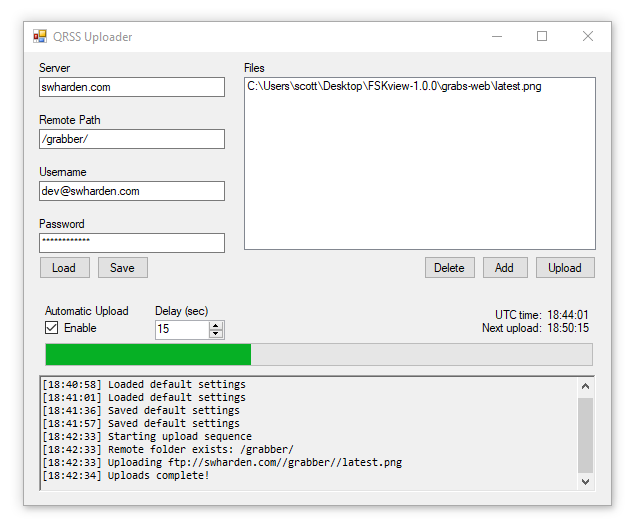 QRSS Uploader
Server
swharden.com
Remote Path
/grabber/
Username
dev@swharden.com
Password
************
Load Save
Files
C:\Users\scott\Desktop\FSKview-1.0.0\grabs-web\latest.png
Delete Add Upload
Automatic Upload
Enable
Delay (sec)
15
UTC time: 18:44:01
Next upload: 18:50:15
[18:40:58] Loaded default settings
[18:41:01] Loaded default settings
[18:41:36] Saved default settings
[18:41:57] Saved default settings
[18:42:33] Starting upload sequence
[18:42:33] Remote folder exists: /grabber/
[18:42:33] Uploading ftp://swharden.com//grabber//latest.png
[18:42:34] Uploads complete!